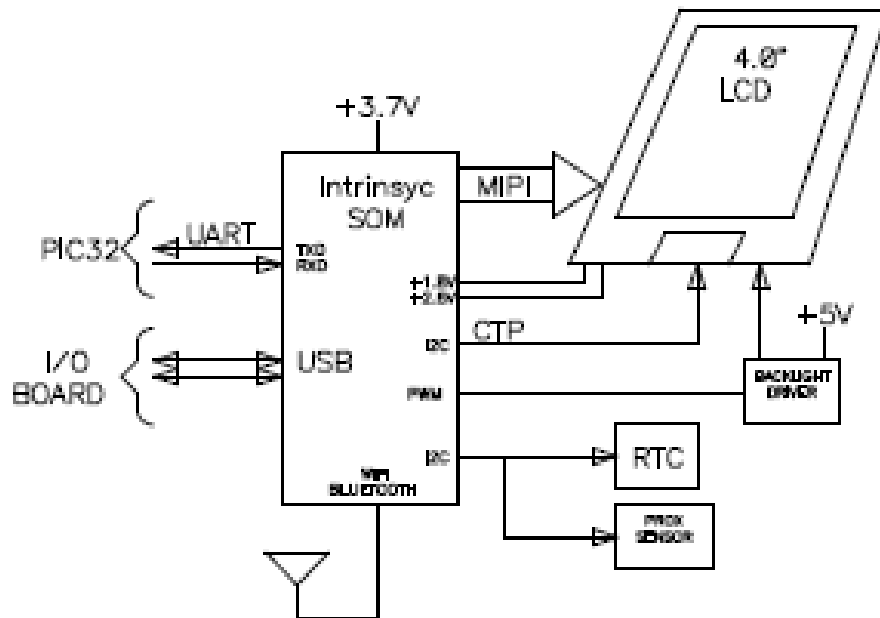 4.0"
LCD
+3.7V
Intrinsyc
SOM
MIPI
PIC32
UART
TXD
RXD
+1.8V
+2.8V
I2C
CTP
+5V
I/O
BOARD
USB
PWM
BACKLIGHT
DRIVER
I2C
RTC
WIFI
BLUETOOTH
PROX
SENSOR